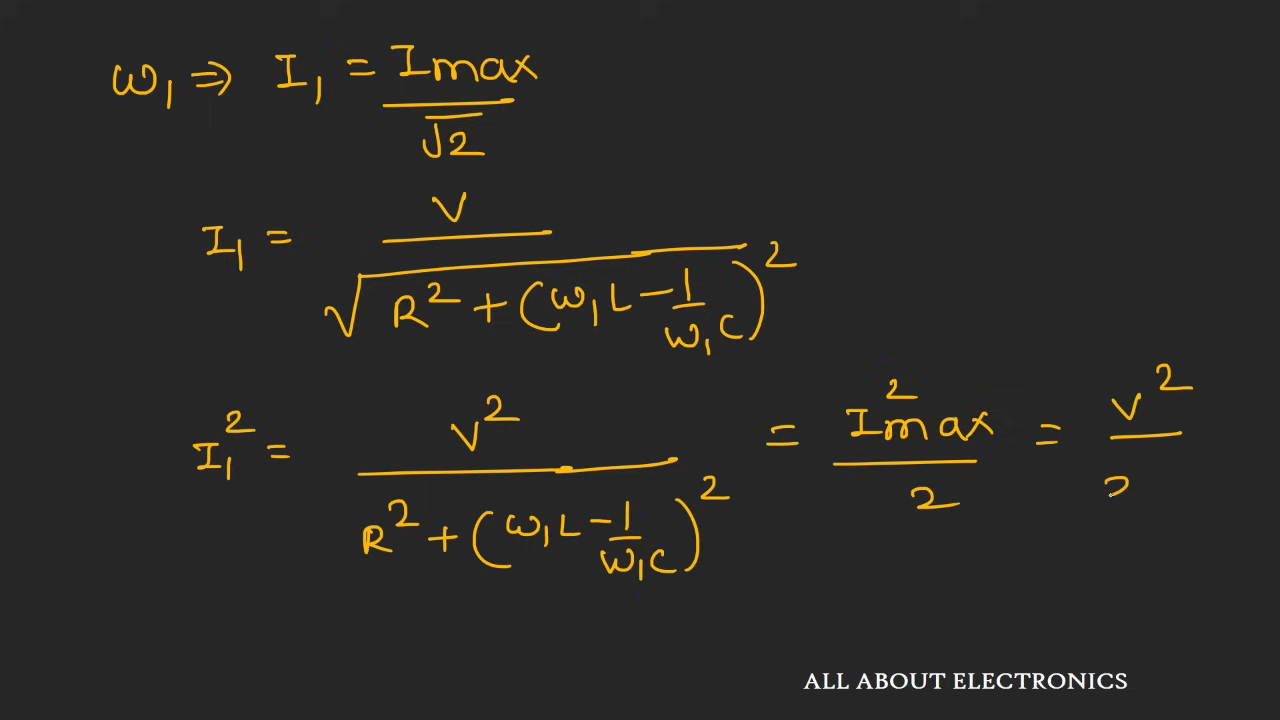 ω₁ ⇒ I₁ = Imax / √2
I₁ = V / √(R² + (ω₁L − 1/ω₁C)²)
I₁² = V² / (R² + (ω₁L − 1/ω₁C)²) = Imax² / 2 = V² /
ALL ABOUT ELECTRONICS